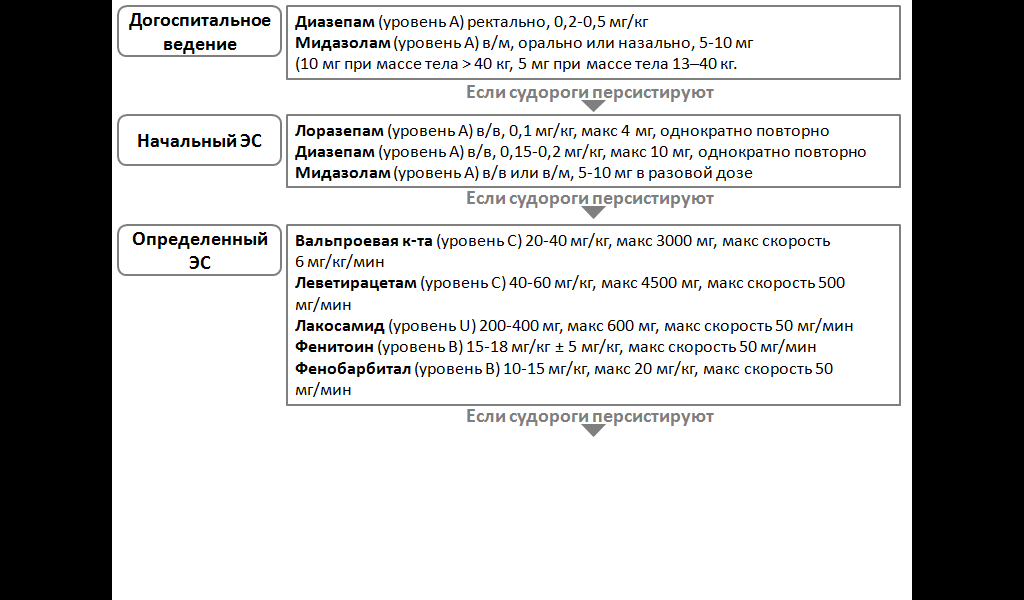 Догоспитальное
ведение
Диазепам (уровень A) ректально, 0,2-0,5 мг/кг
Мидазолам (уровень A) в/м, орально или назально, 5-10 мг
(10 мг при массе тела > 40 кг, 5 мг при массе тела 13–40 кг.
Если судороги персистируют
Начальный ЭС
Лоразепам (уровень A) в/в, 0,1 мг/кг, макс 4 мг, однократно повторно
Диазепам (уровень A) в/в, 0,15-0,2 мг/кг, макс 10 мг, однократно повторно
Мидазолам (уровень A) в/в или в/м, 5-10 мг в разовой дозе
Если судороги персистируют
Определенный
ЭС
Вальпроевая к-та (уровень C) 20-40 мг/кг, макс 3000 мг, макс скорость
6 мг/кг/мин
Леветирацетам (уровень C) 40-60 мг/кг, макс 4500 мг, макс скорость 500
мг/мин
Лакосамид (уровень U) 200-400 мг, макс 600 мг, макс скорость 50 мг/мин
Фенитоин (уровень B) 15-18 мг/кг ± 5 мг/кг, макс скорость 50 мг/мин
Фенобарбитал (уровень B) 10-15 мг/кг, макс 20 мг/кг, макс скорость 50
мг/мин
Если судороги персистируют